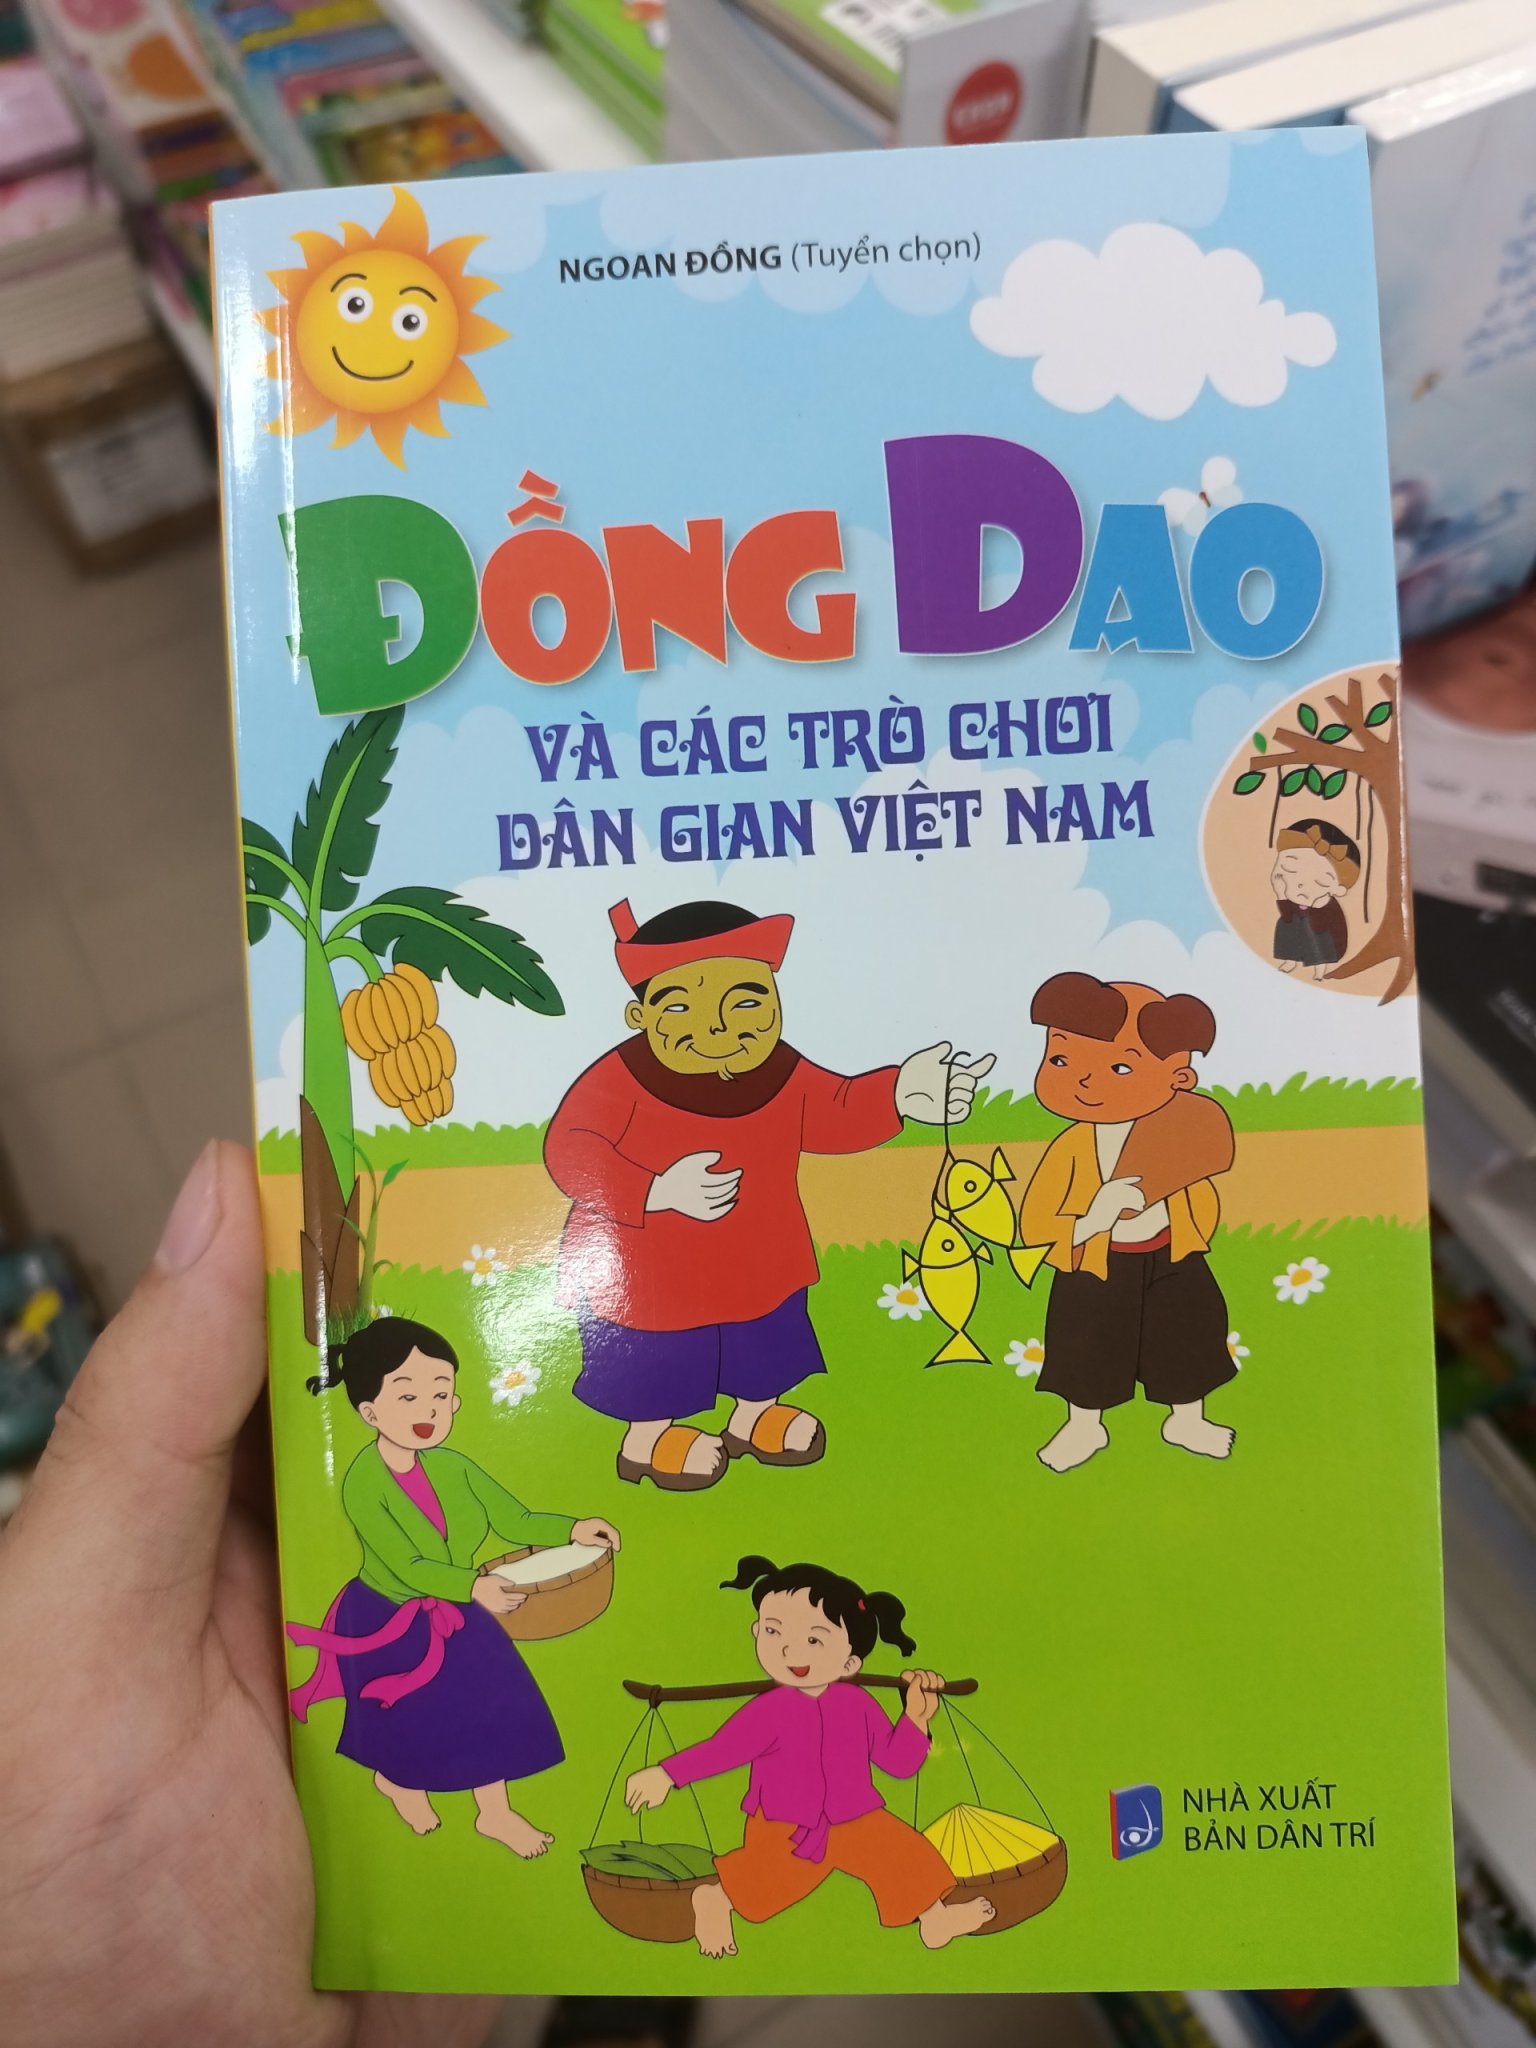 NGOAN ĐỒNG (Tuyển chọn)
ĐỒNG DAO
VÀ CÁC TRÒ CHƠI
DÂN GIAN VIỆT NAM
NHÀ XUẤT
BẢN DÂN TRÍ